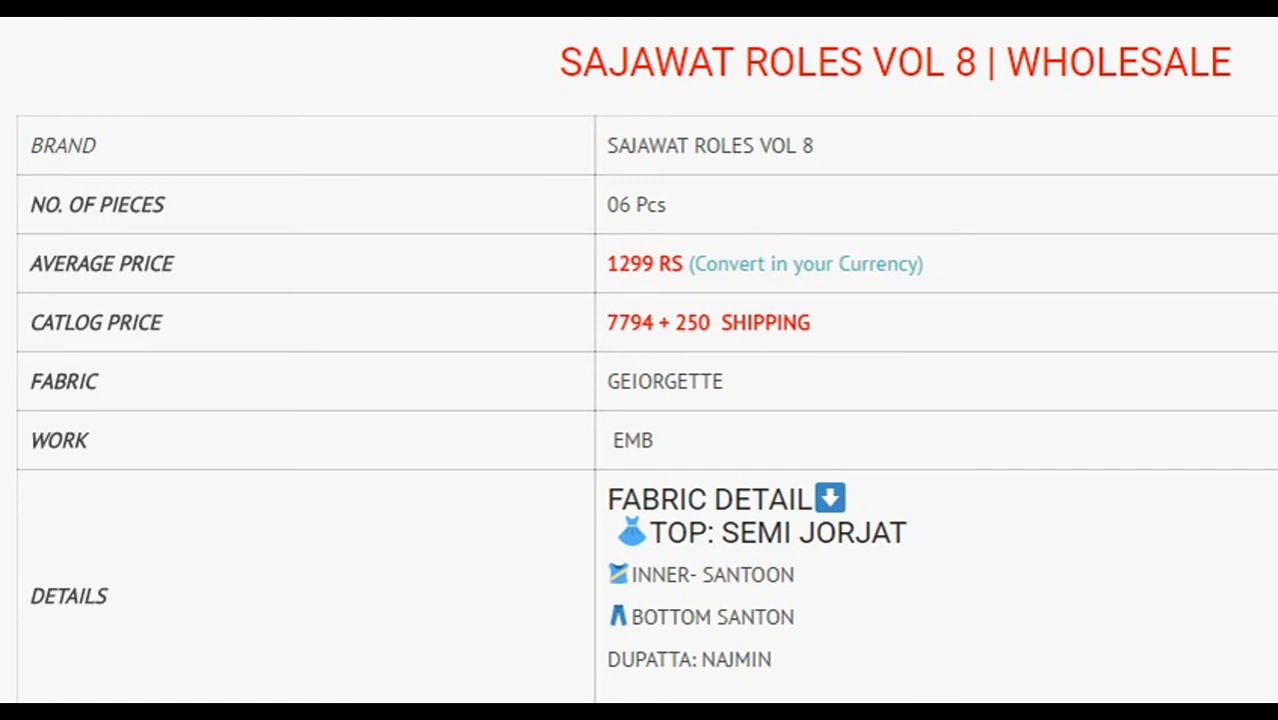 SAJAWAT ROLES VOL 8 | WHOLESALE
BRAND SAJAWAT ROLES VOL 8
NO. OF PIECES 06 Pcs
AVERAGE PRICE 1299 RS (Convert in your Currency)
CATLOG PRICE 7794 + 250 SHIPPING
FABRIC GEIORGETTE
WORK EMB
FABRIC DETAIL⬇
👗TOP: SEMI JORJAT
INNER- SANTOON
DETAILS
👖BOTTOM SANTON
DUPATTA: NAJMIN